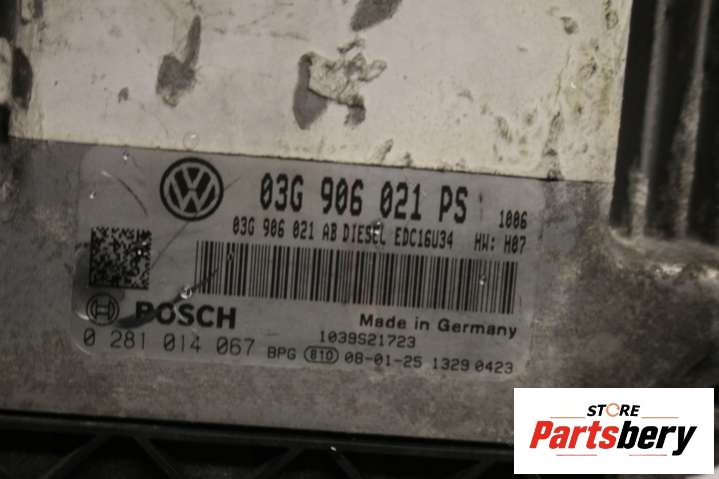 03G 906 021 PS 1006
03G 906 021 AB DIESEL EDC16U34 HW: H07
BOSCH
Made in Germany
0 281 014 067
1039S21723
BPG 810 08-01-25 1329 0423
STORE
Partsbery